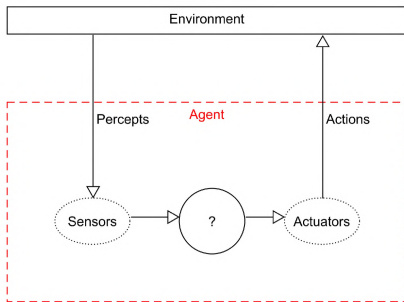 Environment
Percepts
Agent
Actions
Sensors
?
Actuators